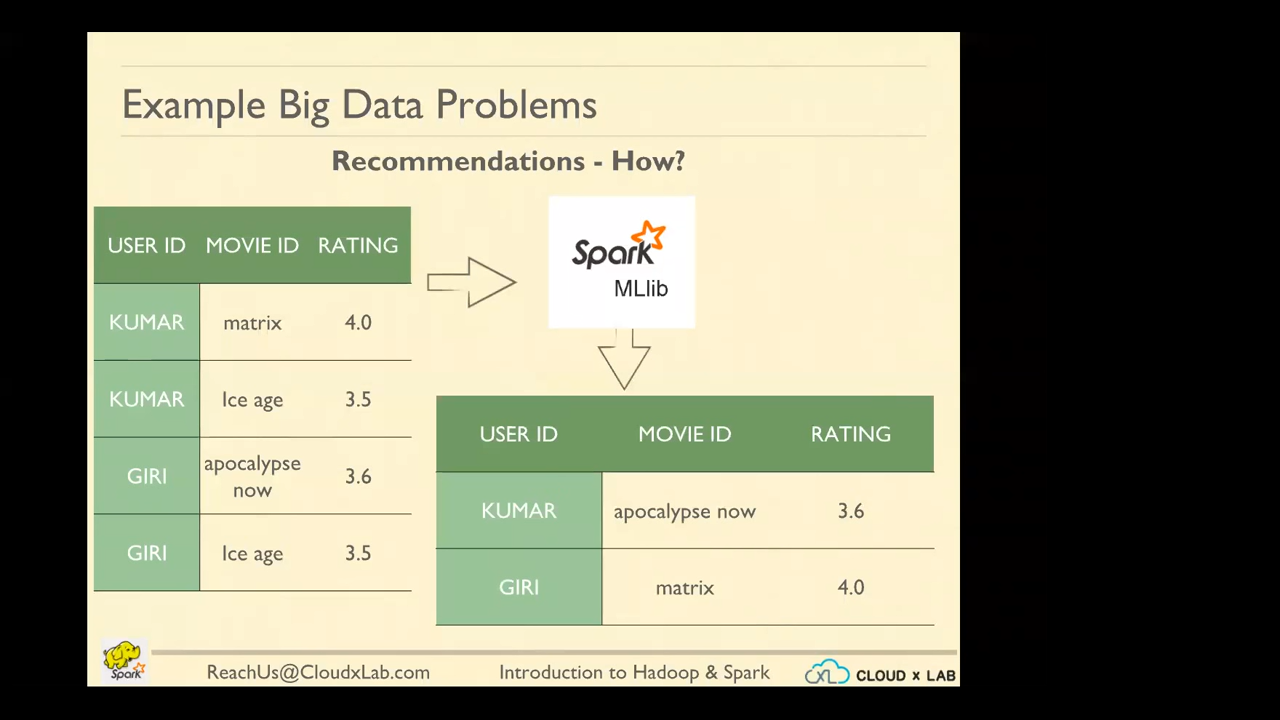 Example Big Data Problems
Recommendations - How?
USER ID MOVIE ID RATING
KUMAR matrix 4.0
KUMAR Ice age 3.5
GIRI apocalypse now 3.6
GIRI Ice age 3.5
Spark
MLlib
USER ID MOVIE ID RATING
KUMAR apocalypse now 3.6
GIRI matrix 4.0
Spark
ReachUs@CloudxLab.com
Introduction to Hadoop & Spark
XL
CLOUD x LAB